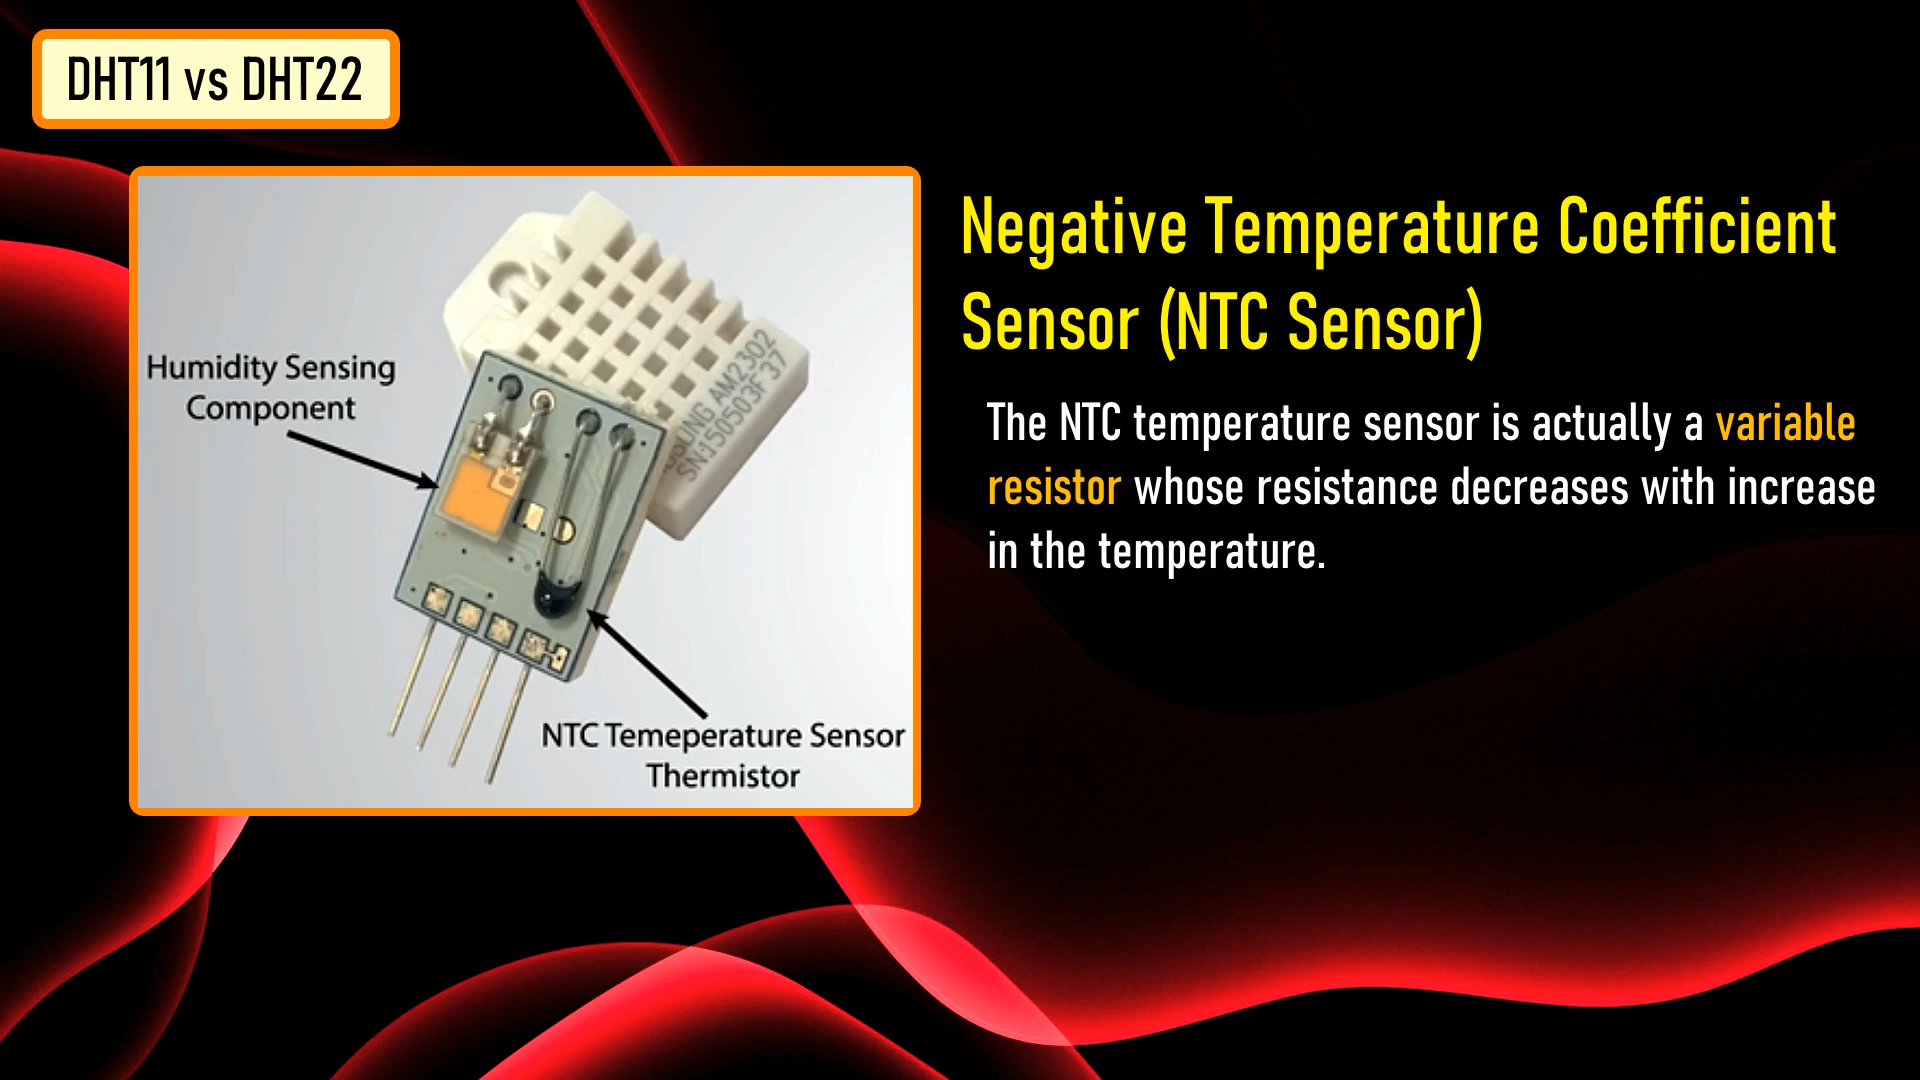 DHT11 vs DHT22
Negative Temperature Coefficient
Sensor (NTC Sensor)
The NTC temperature sensor is actually a variable
resistor whose resistance decreases with increase
in the temperature.
Humidity Sensing
Component
AM2302
SN150503F37
NTC Temeperature Sensor
Thermistor